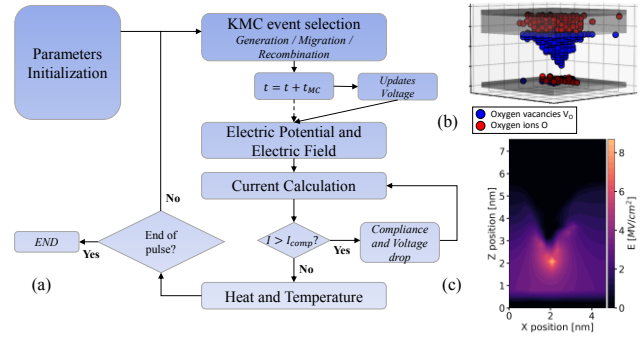 (a)
Parameters
Initialization
KMC event selection
Generation / Migration /
Recombination
t = t + t_MC
Updates
Voltage
Electric Potential and
Electric Field
Current Calculation
I > I_comp?
Yes
Compliance
and Voltage
drop
No
Heat and Temperature
End of
pulse?
No
Yes
END
(b)
Oxygen vacancies V_O
Oxygen ions O
(c)
7
6
5
4
3
2
1
0
Z position [nm]
0
2
4
X position [nm]
8
6
4
2
0
E [MV/cm²]